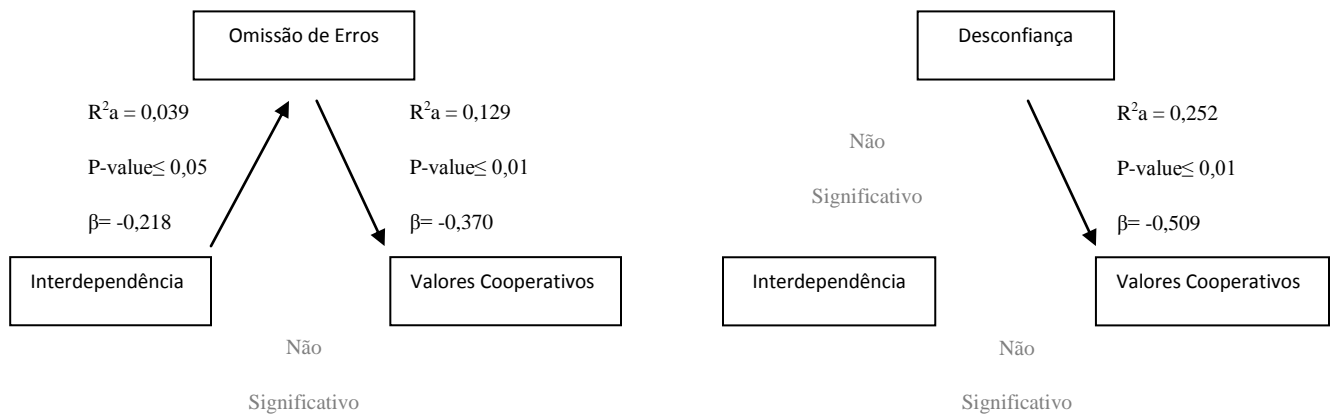 Omissão de Erros
R²a = 0,039
P-value≤ 0,05
β= -0,218
R²a = 0,129
P-value≤ 0,01
β= -0,370
Interdependência
Valores Cooperativos
Não
Significativo
Desconfiança
Não
Significativo
R²a = 0,252
P-value≤ 0,01
β= -0,509
Interdependência
Valores Cooperativos
Não
Significativo